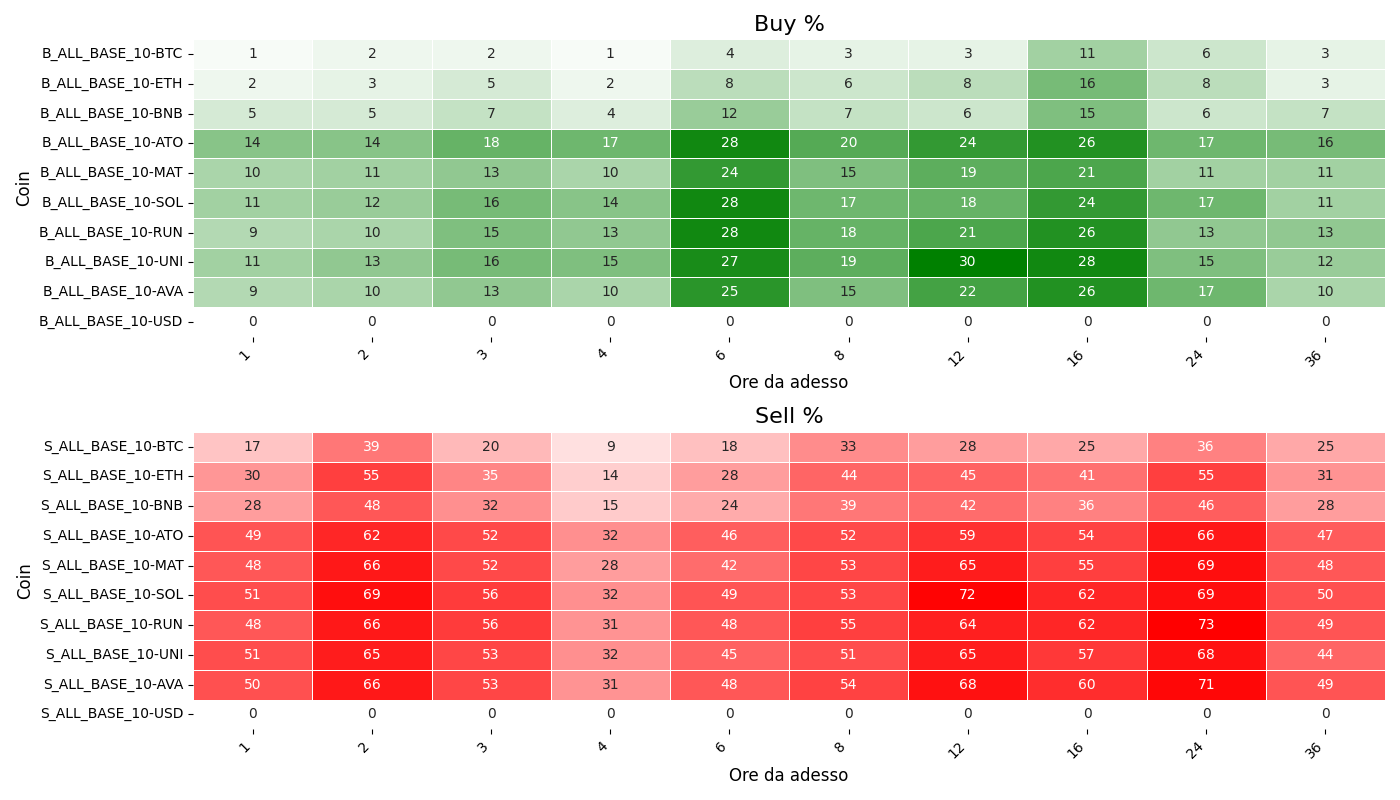 Buy %
Coin
B_ALL_BASE_10-BTC 1 2 2 1 4 3 3 11 6 3
B_ALL_BASE_10-ETH 2 3 5 2 8 6 8 16 8 3
B_ALL_BASE_10-BNB 5 5 7 4 12 7 6 15 6 7
B_ALL_BASE_10-ATO 14 14 18 17 28 20 24 26 17 16
B_ALL_BASE_10-MAT 10 11 13 10 24 15 19 21 11 11
B_ALL_BASE_10-SOL 11 12 16 14 28 17 18 24 17 11
B_ALL_BASE_10-RUN 9 10 15 13 28 18 21 26 13 13
B_ALL_BASE_10-UNI 11 13 16 15 27 19 30 28 15 12
B_ALL_BASE_10-AVA 9 10 13 10 25 15 22 26 17 10
B_ALL_BASE_10-USD 0 0 0 0 0 0 0 0 0 0
1 2 3 4 6 8 12 16 24 36
Ore da adesso
Sell %
Coin
S_ALL_BASE_10-BTC 17 39 20 9 18 33 28 25 36 25
S_ALL_BASE_10-ETH 30 55 35 14 28 44 45 41 55 31
S_ALL_BASE_10-BNB 28 48 32 15 24 39 42 36 46 28
S_ALL_BASE_10-ATO 49 62 52 32 46 52 59 54 66 47
S_ALL_BASE_10-MAT 48 66 52 28 42 53 65 55 69 48
S_ALL_BASE_10-SOL 51 69 56 32 49 53 72 62 69 50
S_ALL_BASE_10-RUN 48 66 56 31 48 55 64 62 73 49
S_ALL_BASE_10-UNI 51 65 53 32 45 51 65 57 68 44
S_ALL_BASE_10-AVA 50 66 53 31 48 54 68 60 71 49
S_ALL_BASE_10-USD 0 0 0 0 0 0 0 0 0 0
1 2 3 4 6 8 12 16 24 36
Ore da adesso